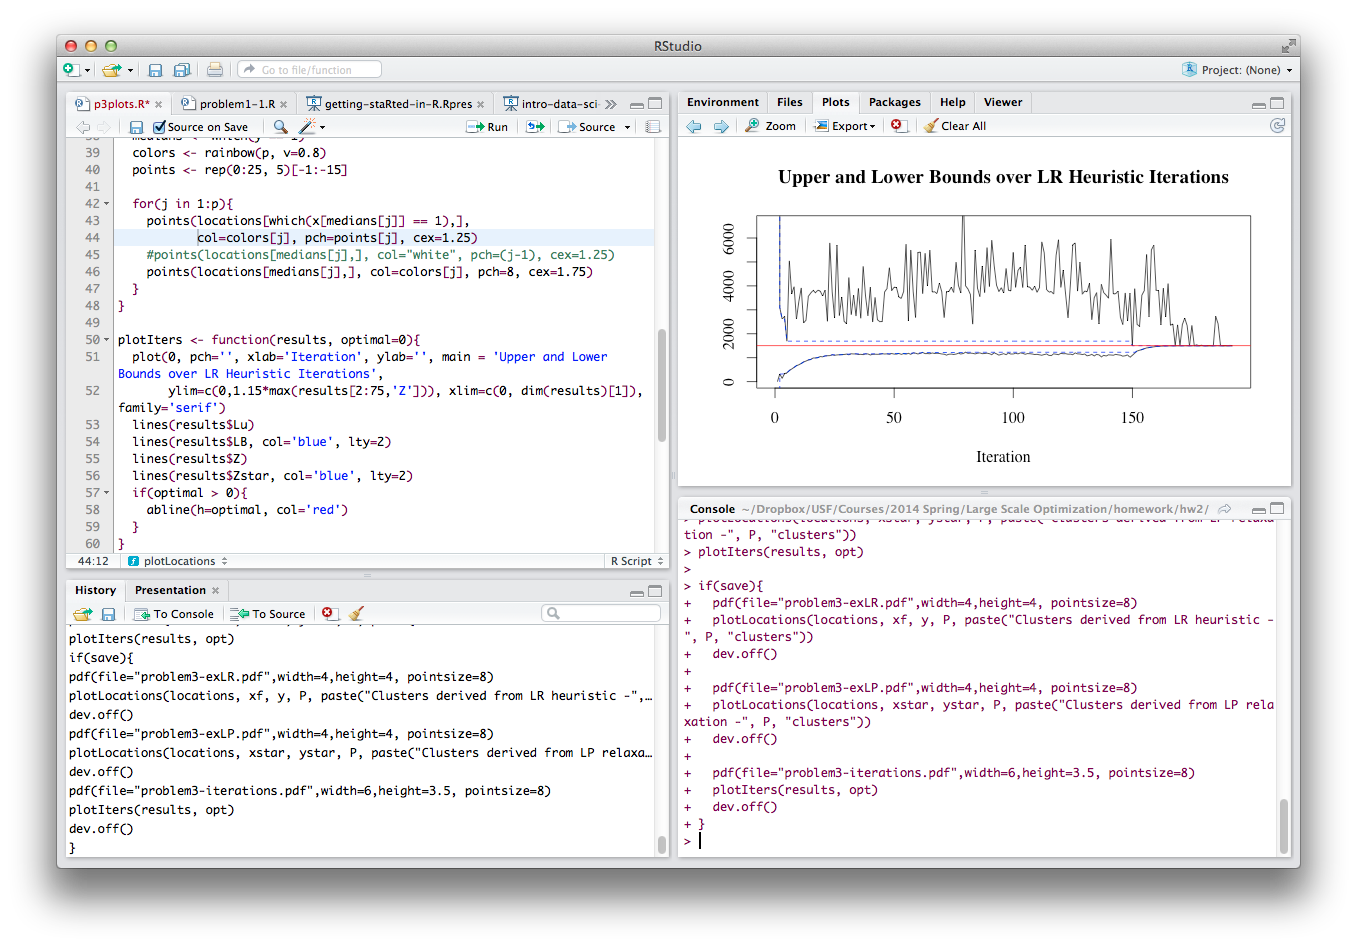 RStudio
Go to file/function
Project: (None)
p3plots.R*
problem1-1.R
getting-staRted-in-R.Rpres
intro-data-sci
Source on Save
Run
Source
39 colors <- rainbow(p, v=0.8)
40 points <- rep(0:25, 5)[-1:-15]
41
42 for(j in 1:p){
43 points(locations[which(x[medians[j]] == 1),],
44 col=colors[j], pch=points[j], cex=1.25)
45 #points(locations[medians[j],], col="white", pch=(j-1), cex=1.25)
46 points(locations[medians[j],], col=colors[j], pch=8, cex=1.75)
47 }
48 }
49
50 plotIters <- function(results, optimal=0){
51 plot(0, pch='', xlab='Iteration', ylab='', main = 'Upper and Lower
Bounds over LR Heuristic Iterations',
52 ylim=c(0,1.15*max(results[2:75,'Z'])), xlim=c(0, dim(results)[1]),
family='serif')
53 lines(results$Lu)
54 lines(results$LB, col='blue', lty=2)
55 lines(results$Z)
56 lines(results$Zstar, col='blue', lty=2)
57 if(optimal > 0){
58 abline(h=optimal, col='red')
59 }
60 }
44:12 plotLocations R Script
History Presentation
To Console To Source
plotIters(results, opt)
if(save){
pdf(file="problem3-exLR.pdf",width=4,height=4, pointsize=8)
plotLocations(locations, xf, y, P, paste("Clusters derived from LR heuristic -",…
dev.off()
pdf(file="problem3-exLP.pdf",width=4,height=4, pointsize=8)
plotLocations(locations, xstar, ystar, P, paste("Clusters derived from LP relaxa…
dev.off()
pdf(file="problem3-iterations.pdf",width=6,height=3.5, pointsize=8)
plotIters(results, opt)
dev.off()
}
Environment Files Plots Packages Help Viewer
Zoom Export Clear All
Upper and Lower Bounds over LR Heuristic Iterations
6000
4000
2000
0
0 50 100 150
Iteration
Console ~/Dropbox/USF/Courses/2014 Spring/Large Scale Optimization/homework/hw2/
> plotLocations(locations, xstar, ystar, P, paste("Clusters derived from LP relaxa
tion -", P, "clusters"))
> plotIters(results, opt)
>
> if(save){
+ pdf(file="problem3-exLR.pdf",width=4,height=4, pointsize=8)
+ plotLocations(locations, xf, y, P, paste("Clusters derived from LR heuristic -
", P, "clusters"))
+ dev.off()
+
+ pdf(file="problem3-exLP.pdf",width=4,height=4, pointsize=8)
+ plotLocations(locations, xstar, ystar, P, paste("Clusters derived from LP rela
xation -", P, "clusters"))
+ dev.off()
+
+ pdf(file="problem3-iterations.pdf",width=6,height=3.5, pointsize=8)
+ plotIters(results, opt)
+ dev.off()
+ }
>